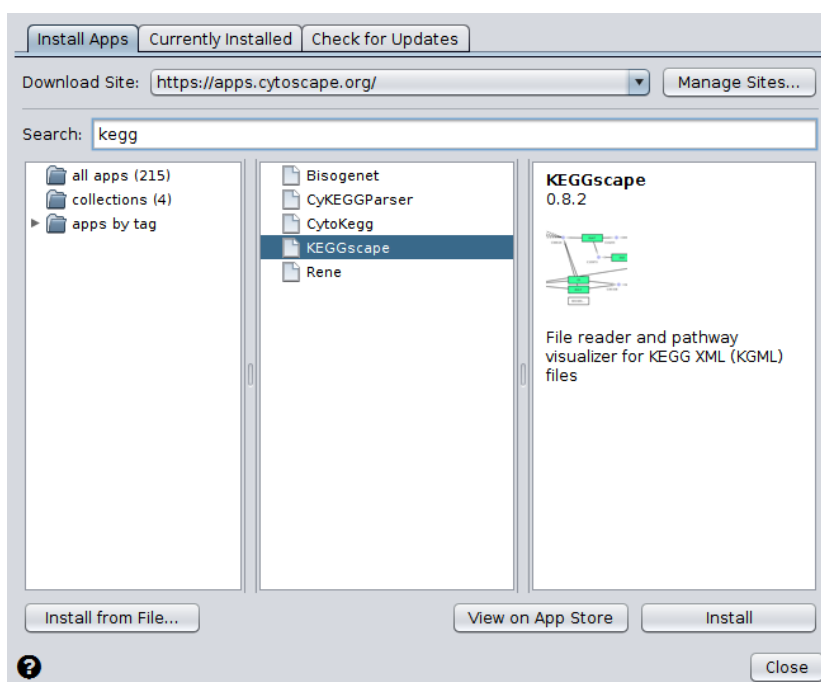 Install Apps
Currently Installed
Check for Updates
Download Site:
https://apps.cytoscape.org/
Manage Sites...
Search:
kegg
all apps (215)
collections (4)
apps by tag
Bisogenet
CyKEGGParser
CytoKegg
KEGGscape
Rene
KEGGscape
0.8.2
File reader and pathway
visualizer for KEGG XML (KGML)
files
Install from File...
View on App Store
Install
?
Close